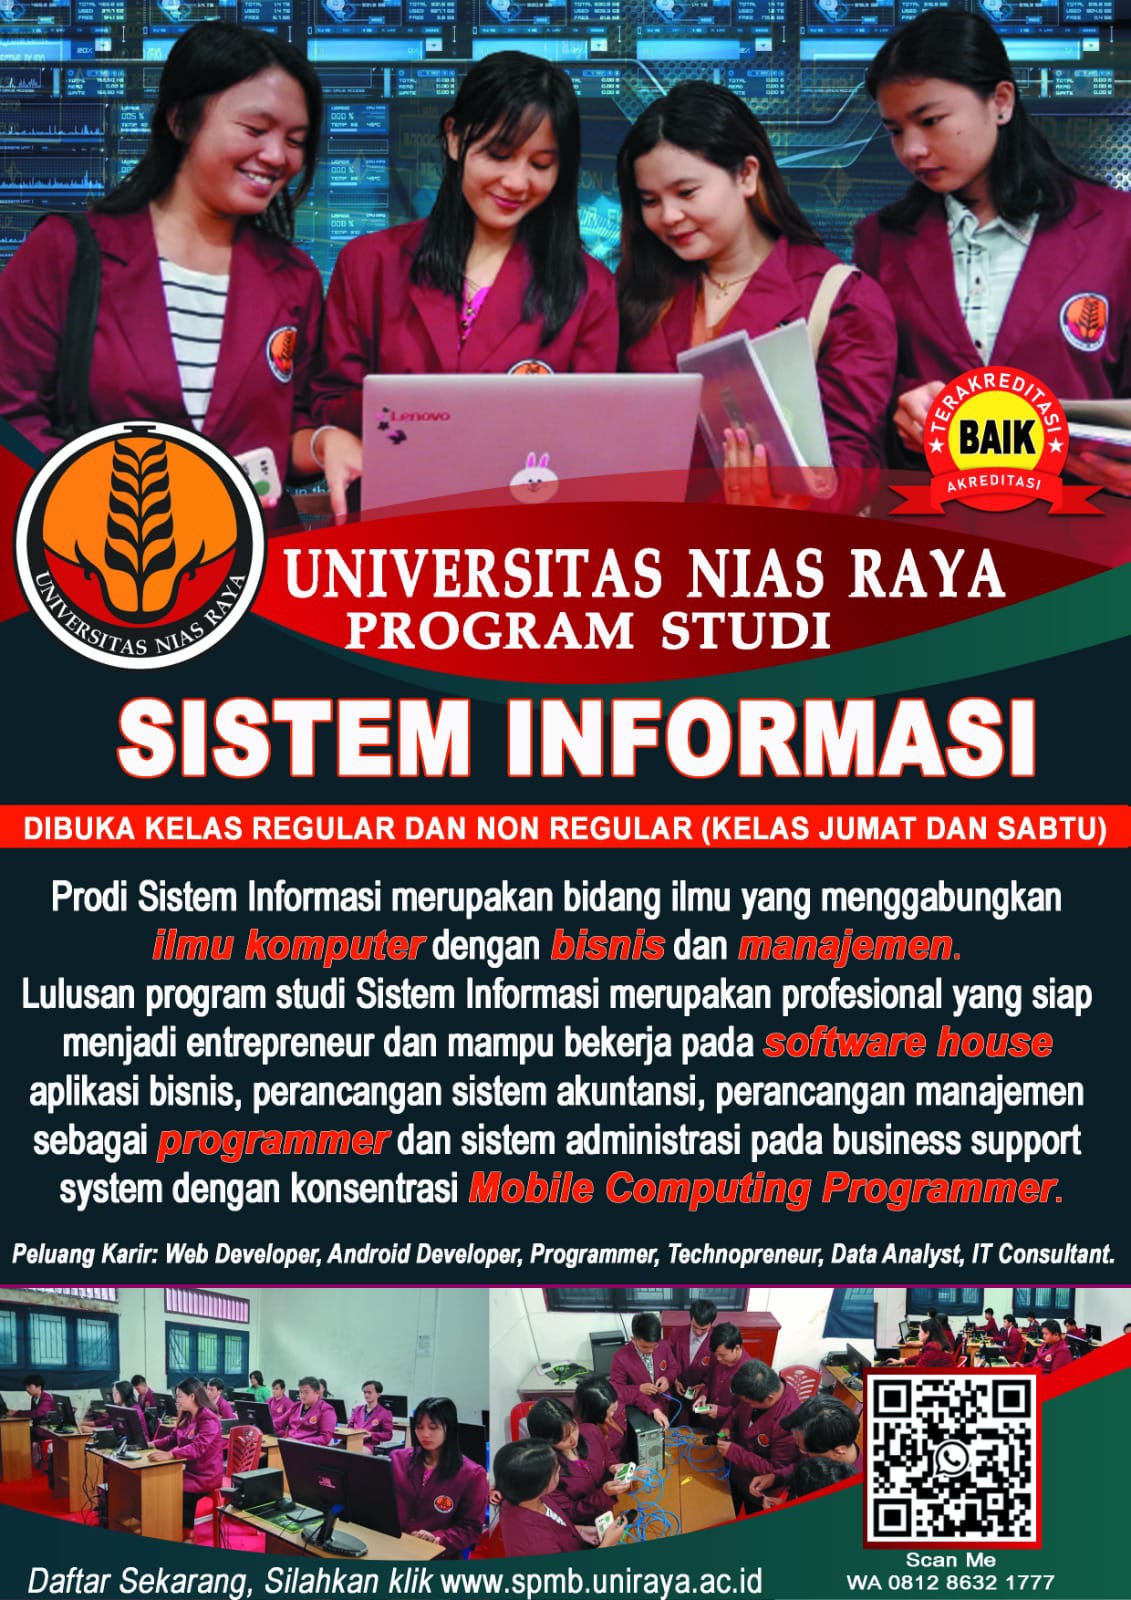 Lenovo
TERAKREDITASI
BAIK
AKREDITASI
UNIVERSITAS NIAS RAYA
UNIVERSITAS NIAS RAYA
PROGRAM STUDI
SISTEM INFORMASI
DIBUKA KELAS REGULAR DAN NON REGULAR (KELAS JUMAT DAN SABTU)
Prodi Sistem Informasi merupakan bidang ilmu yang menggabungkan
ilmu komputer dengan bisnis dan manajemen.
Lulusan program studi Sistem Informasi merupakan profesional yang siap
menjadi entrepreneur dan mampu bekerja pada software house
aplikasi bisnis, perancangan sistem akuntansi, perancangan manajemen
sebagai programmer dan sistem administrasi pada business support
system dengan konsentrasi Mobile Computing Programmer.
Peluang Karir: Web Developer, Android Developer, Programmer, Technopreneur, Data Analyst, IT Consultant.
Scan Me
WA 0812 8632 1777
Daftar Sekarang, Silahkan klik www.spmb.uniraya.ac.id